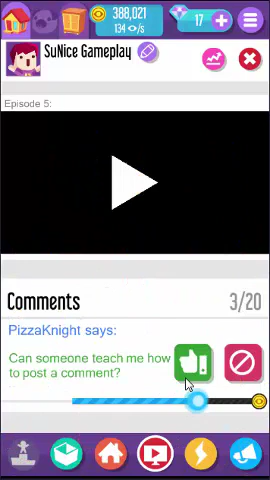 388,021
134 /s
17
SuNice Gameplay
Episode 5:
Comments 3/20
PizzaKnight says:
Can someone teach me how
to post a comment?